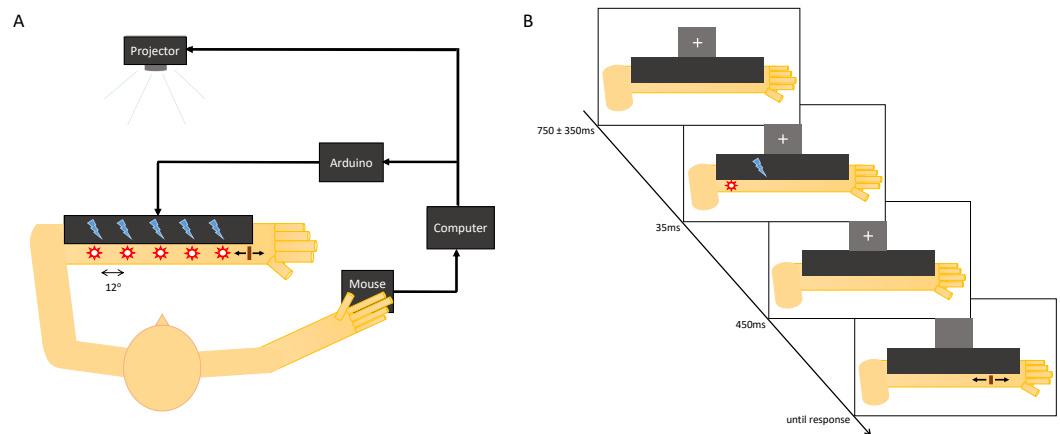 A
Projector
Arduino
Computer
Mouse
12°
B
750 ± 350ms
35ms
450ms
until response